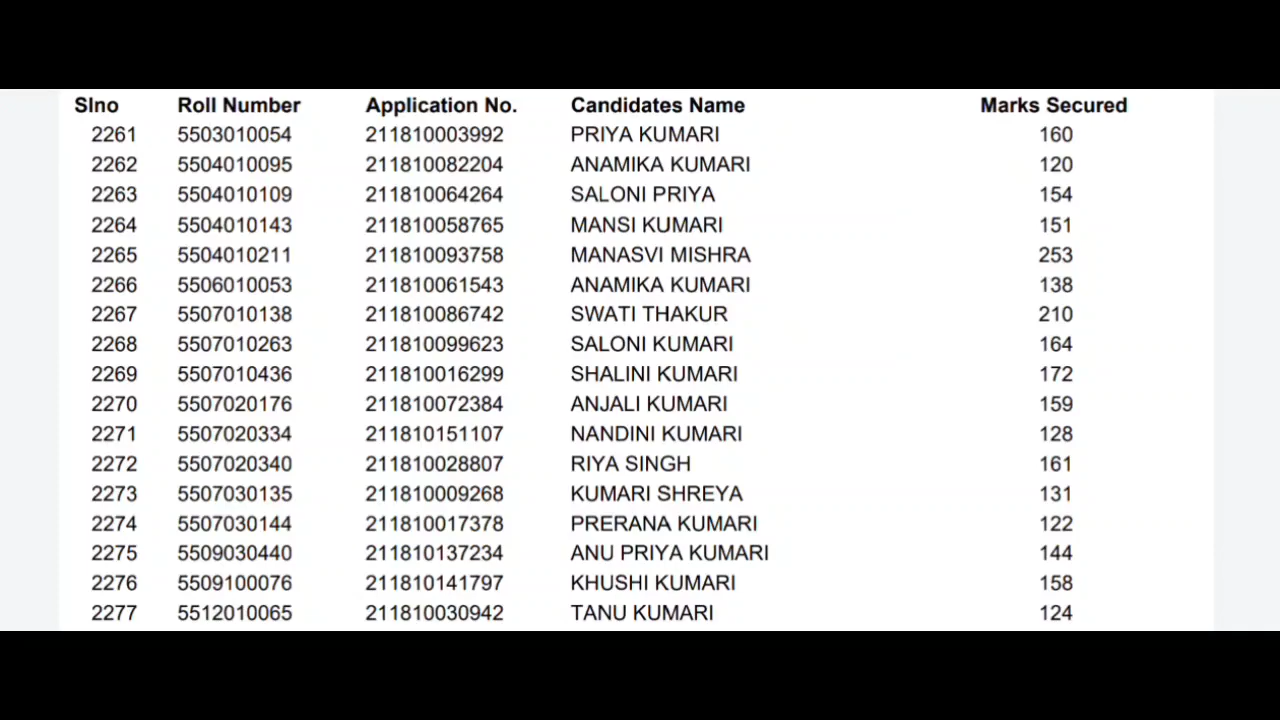 Slno Roll Number Application No. Candidates Name Marks Secured
2261 5503010054 211810003992 PRIYA KUMARI 160
2262 5504010095 211810082204 ANAMIKA KUMARI 120
2263 5504010109 211810064264 SALONI PRIYA 154
2264 5504010143 211810058765 MANSI KUMARI 151
2265 5504010211 211810093758 MANASVI MISHRA 253
2266 5506010053 211810061543 ANAMIKA KUMARI 138
2267 5507010138 211810086742 SWATI THAKUR 210
2268 5507010263 211810099623 SALONI KUMARI 164
2269 5507010436 211810016299 SHALINI KUMARI 172
2270 5507020176 211810072384 ANJALI KUMARI 159
2271 5507020334 211810151107 NANDINI KUMARI 128
2272 5507020340 211810028807 RIYA SINGH 161
2273 5507030135 211810009268 KUMARI SHREYA 131
2274 5507030144 211810017378 PRERANA KUMARI 122
2275 5509030440 211810137234 ANU PRIYA KUMARI 144
2276 5509100076 211810141797 KHUSHI KUMARI 158
2277 5512010065 211810030942 TANU KUMARI 124